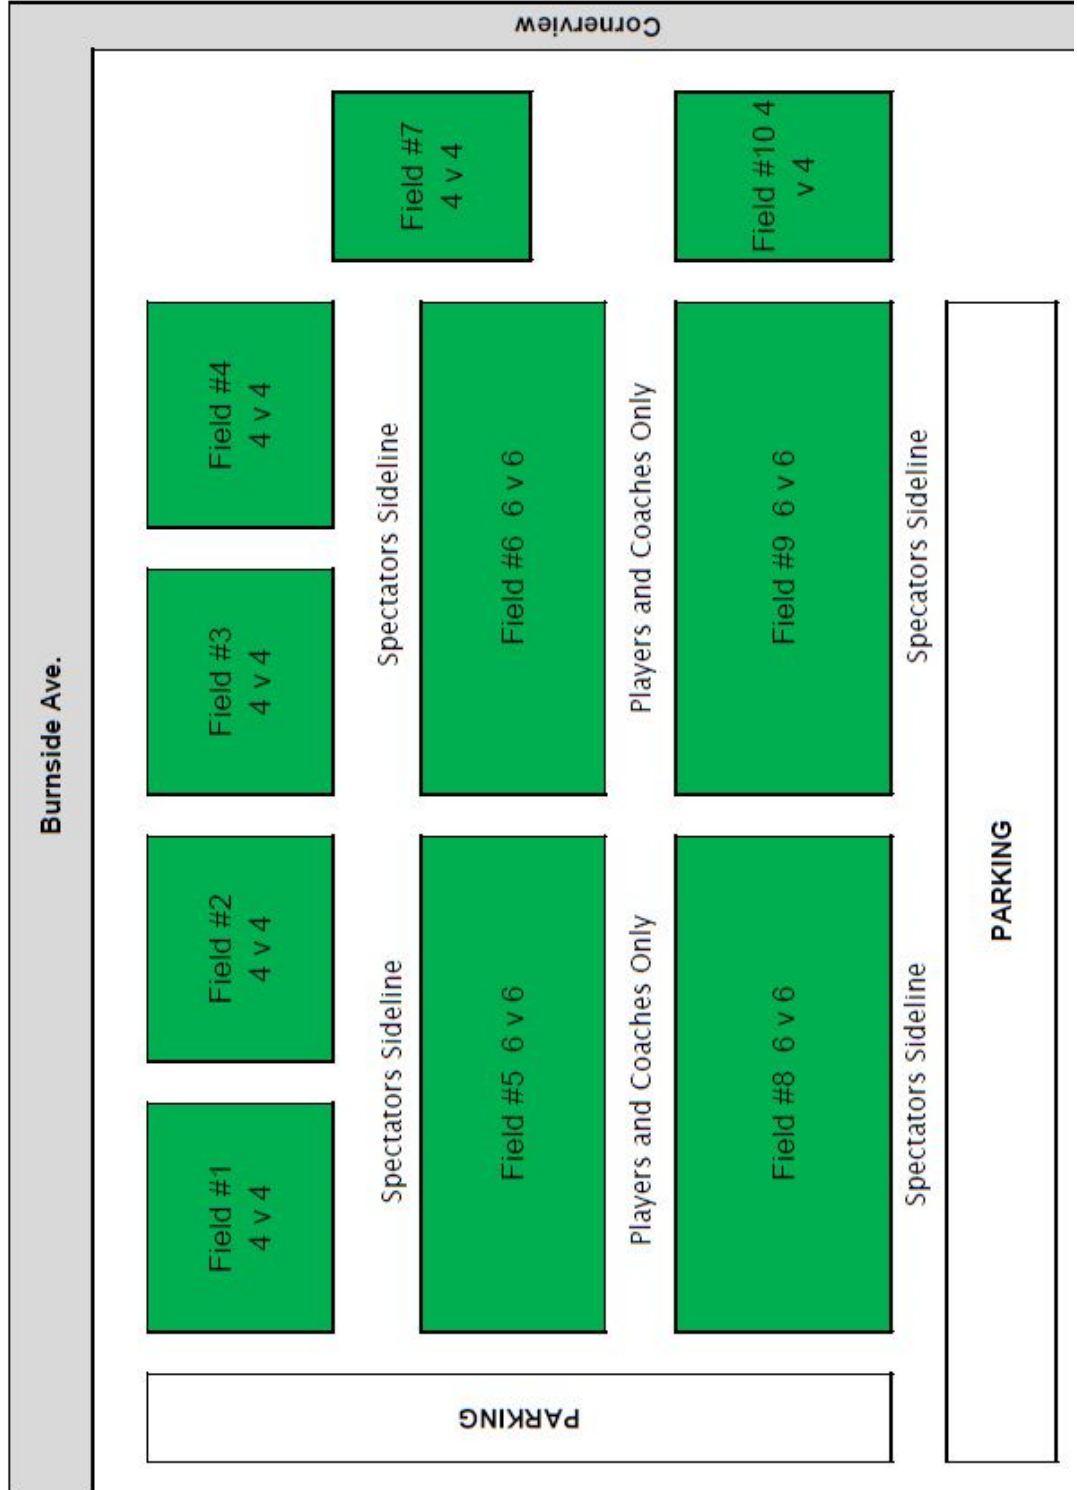 Burnside Ave.
Cornerview
Field #1
4 v 4
Field #2
4 v 4
Field #3
4 v 4
Field #4
4 v 4
Field #7
4 v 4
Spectators Sideline
Spectators Sideline
Field #5 6 v 6
Field #6 6 v 6
Players and Coaches Only
Players and Coaches Only
Field #8 6 v 6
Field #9 6 v 6
Field #10 4
v 4
Spectators Sideline
Specators Sideline
PARKING
PARKING